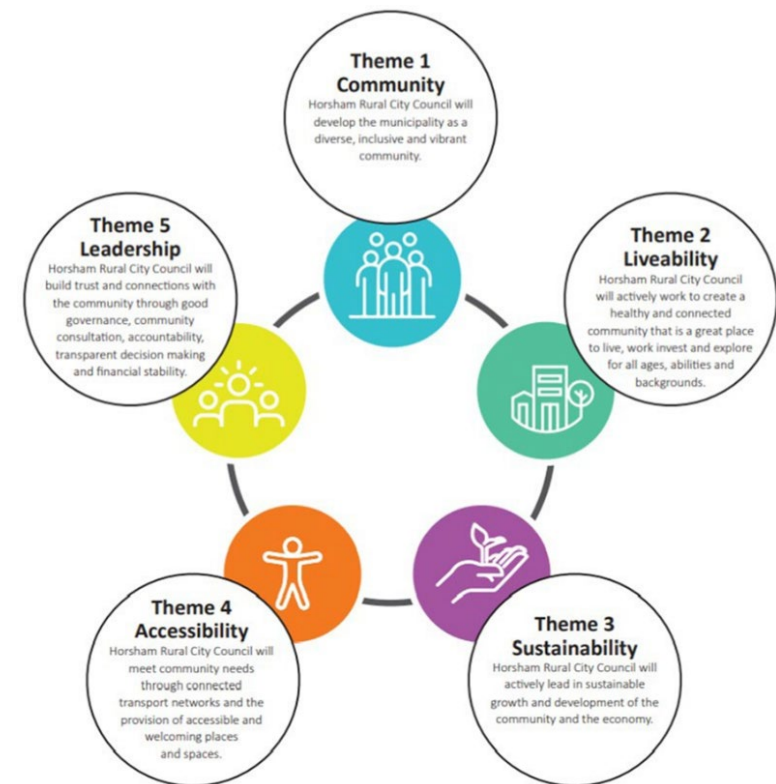 Theme 1
Community
Horsham Rural City Council will
develop the municipality as a
diverse, inclusive and vibrant
community.
Theme 2
Liveability
Horsham Rural City Council
will actively work to create a
healthy and connected
community that is a great place
to live, work invest and explore
for all ages, abilities and
backgrounds.
Theme 3
Sustainability
Horsham Rural City Council will
actively lead in sustainable
growth and development of the
community and the economy.
Theme 4
Accessibility
Horsham Rural City Council will
meet community needs
through connected
transport networks and the
provision of accessible and
welcoming places
and spaces.
Theme 5
Leadership
Horsham Rural City Council will
build trust and connections with
the community through good
governance, community
consultation, accountability,
transparent decision making
and financial stability.